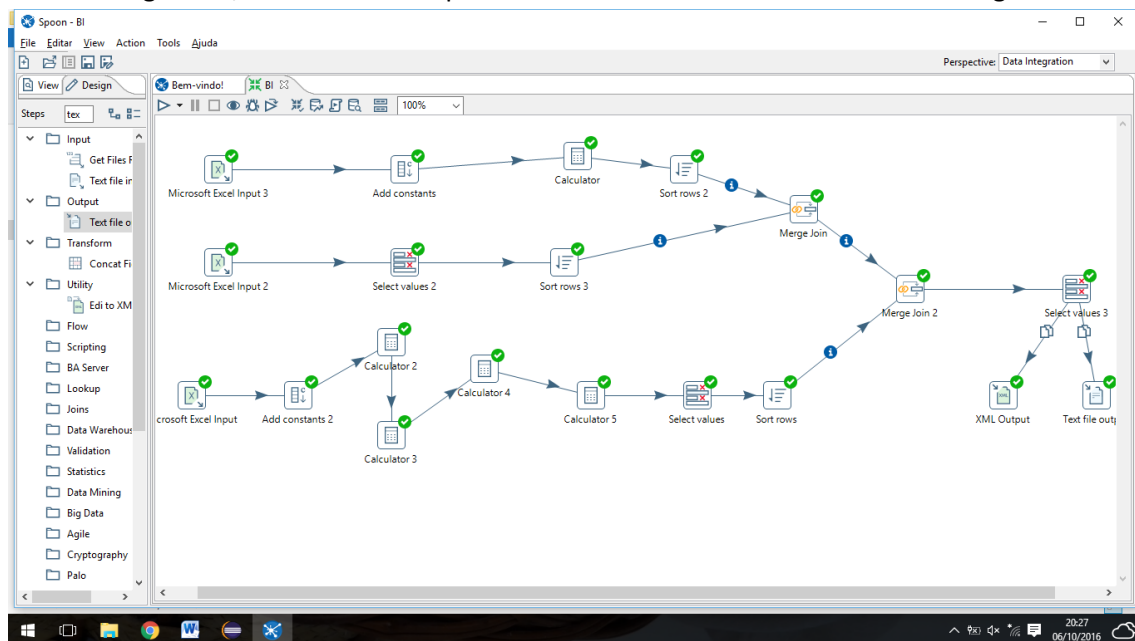 Spoon - BI
File Editar View Action Tools Ajuda
Perspective: Data Integration
View Design
Bem-vindo! BI
Steps tex
100%
Input
Get Files F
Text file in
Output
Text file o
Transform
Concat Fi
Utility
Edi to XM
Flow
Scripting
BA Server
Lookup
Joins
Data Warehous
Validation
Statistics
Data Mining
Big Data
Agile
Cryptography
Palo
Microsoft Excel Input 3
Add constants
Calculator
Sort rows 2
Merge Join
Microsoft Excel Input 2
Select values 2
Sort rows 3
Merge Join 2
Select values 3
Calculator 2
Calculator 4
crosoft Excel Input
Add constants 2
Calculator 5
Select values
Sort rows
XML Output
Text file outp
Calculator 3
20:27
06/10/2016